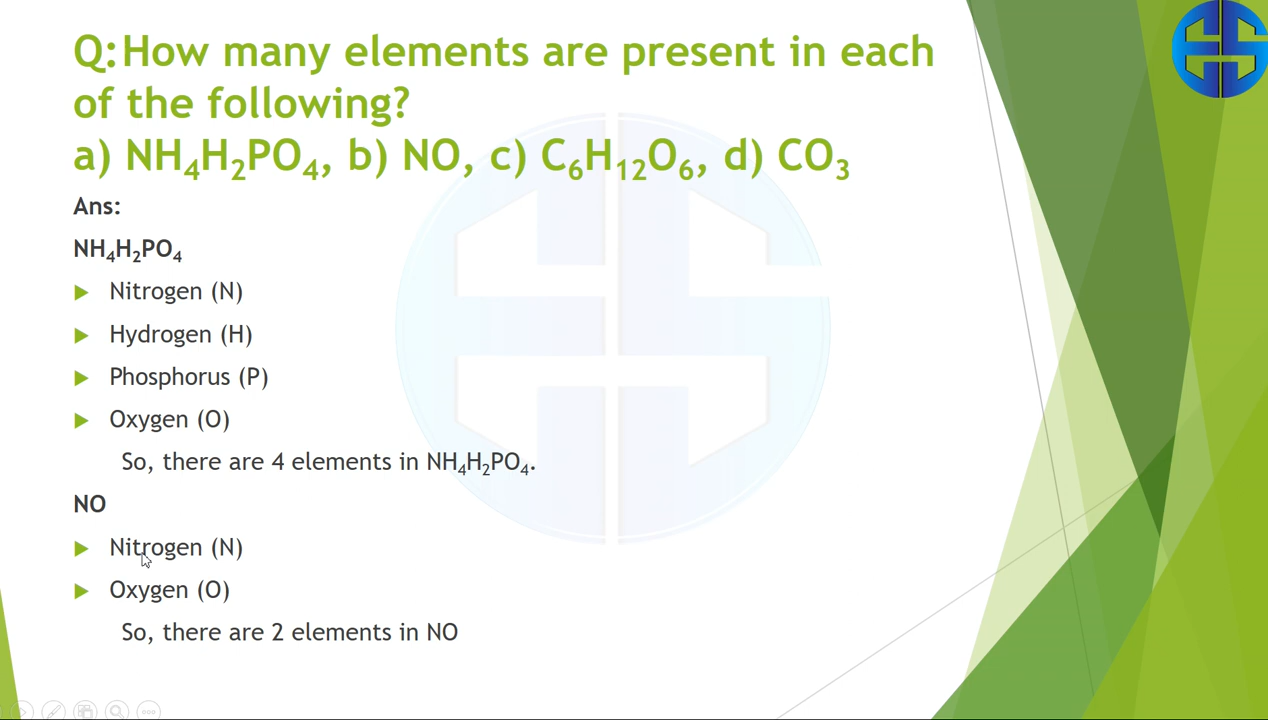 Q: How many elements are present in each
of the following?
a) NH₄H₂PO₄, b) NO, c) C₆H₁₂O₆, d) CO₃
Ans:
NH₄H₂PO₄
Nitrogen (N)
Hydrogen (H)
Phosphorus (P)
Oxygen (O)
So, there are 4 elements in NH₄H₂PO₄.
NO
Nitrogen (N)
Oxygen (O)
So, there are 2 elements in NO